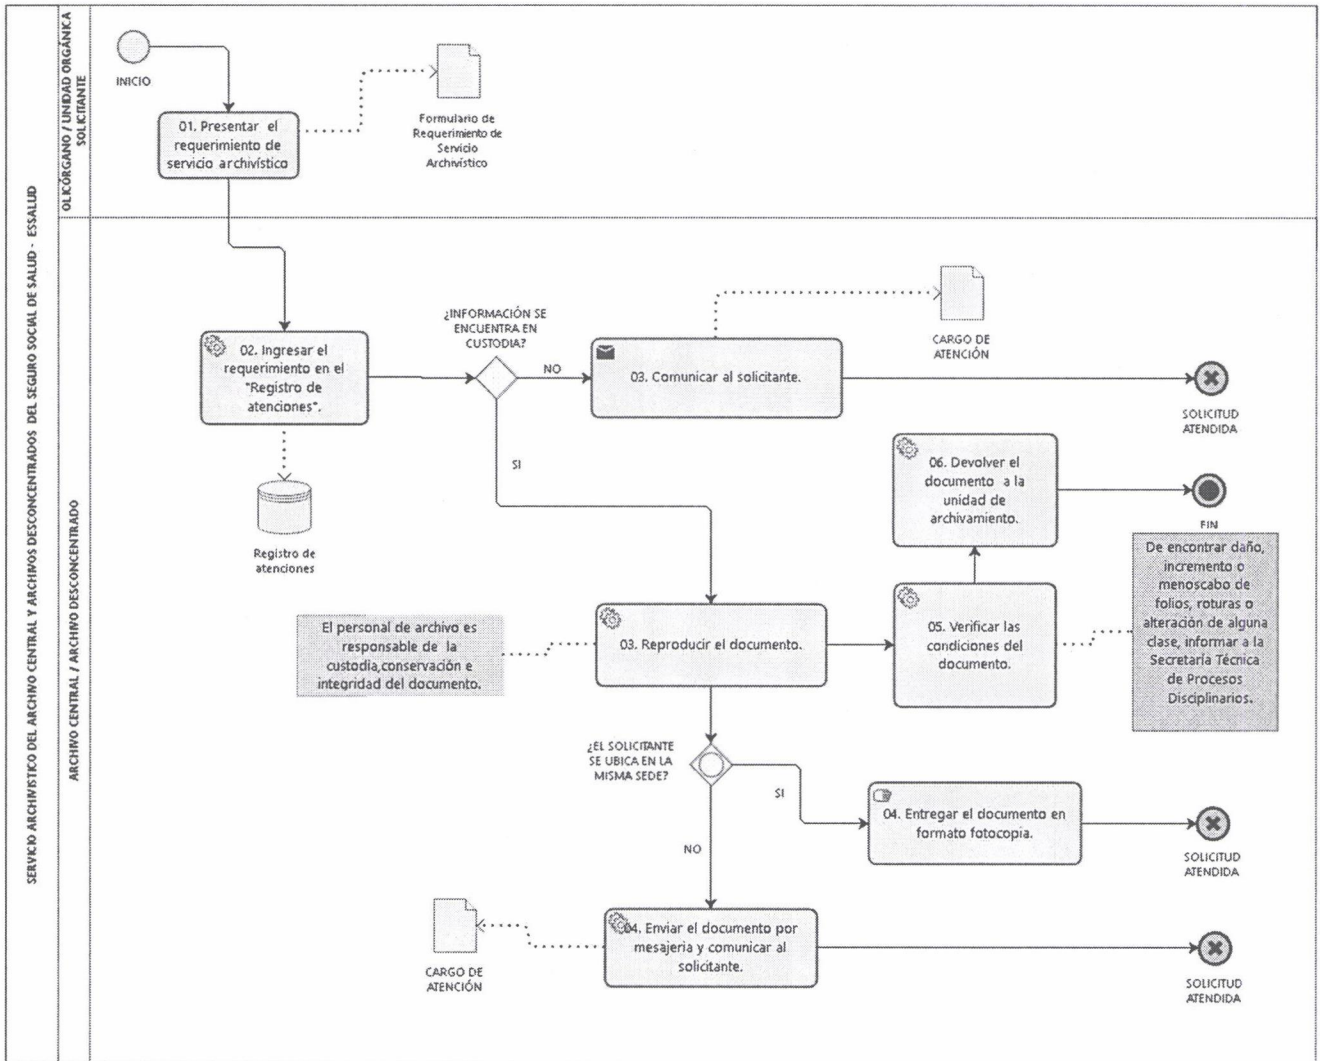 SERVICIO ARCHIVISTICO DEL ARCHIVO CENTRAL Y ARCHIVOS DESCONCENTRADOS DEL SEGURO SOCIAL DE SALUD - ESSALUD
OLICÓRGANO / UNIDAD ORGÁNICA
SOLICITANTE
INICIO
01. Presentar el
requerimiento de
servicio archivístico
Formulario de
Requerimiento de
Servicio
Archivístico
ARCHIVO CENTRAL / ARCHIVO DESCONCENTRADO
02. Ingresar el
requerimiento en el
"Registro de
atenciones".
Registro de
atenciones
¿INFORMACIÓN SE
ENCUENTRA EN
CUSTODIA?
NO
SI
03. Comunicar al solicitante.
CARGO DE
ATENCIÓN
SOLICITUD
ATENDIDA
06. Devolver el
documento a la
unidad de
archivamiento.
FIN
De encontrar daño,
incremento o
menoscabo de
folios, roturas o
alteración de alguna
clase, informar a la
Secretaría Técnica
de Procesos
Disciplinarios.
El personal de archivo es
responsable de la
custodia,conservación e
integridad del documento.
03. Reproducir el documento.
05. Verificar las
condiciones del
documento.
¿EL SOLICITANTE
SE UBICA EN LA
MISMA SEDE?
SI
NO
04. Entregar el documento en
formato fotocopia.
SOLICITUD
ATENDIDA
CARGO DE
ATENCIÓN
04. Enviar el documento por
mesajeria y comunicar al
solicitante.
SOLICITUD
ATENDIDA